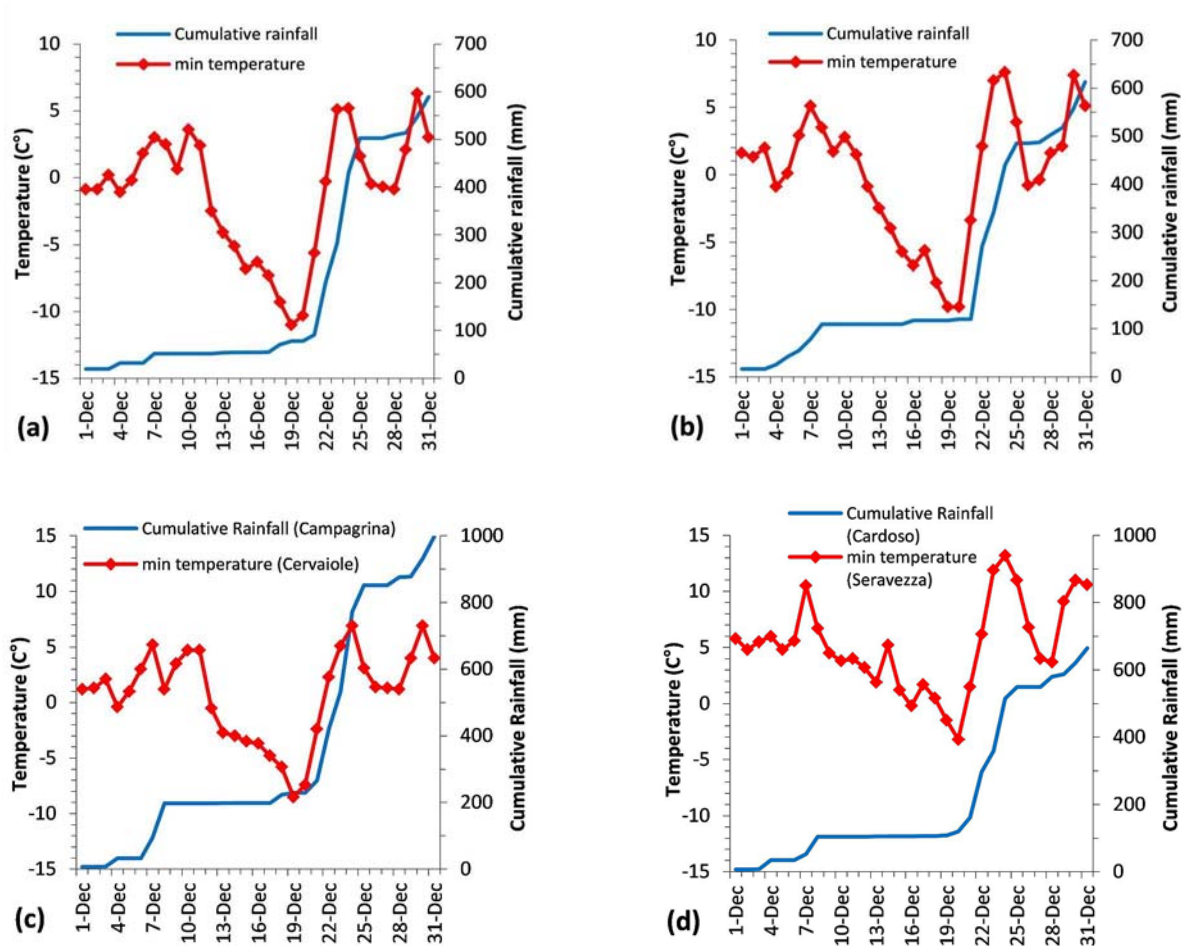 Cumulative rainfall
min temperature
10
5
0
-5
-10
-15
Temperature (C°)
700
600
500
400
300
200
100
0
Cumulative rainfall (mm)
1-Dec
4-Dec
7-Dec
10-Dec
13-Dec
16-Dec
19-Dec
22-Dec
25-Dec
28-Dec
31-Dec
(a)
Cumulative rainfall
min temperature
10
5
0
-5
-10
-15
Temperature (C°)
700
600
500
400
300
200
100
0
Cumulative rainfall (mm)
1-Dec
4-Dec
7-Dec
10-Dec
13-Dec
16-Dec
19-Dec
22-Dec
25-Dec
28-Dec
31-Dec
(b)
Cumulative Rainfall (Campagrina)
min temperature (Cervaiole)
15
10
5
0
-5
-10
-15
Temperature (C°)
1000
800
600
400
200
0
Cumulative Rainfall (mm)
1-Dec
4-Dec
7-Dec
10-Dec
13-Dec
16-Dec
19-Dec
22-Dec
25-Dec
28-Dec
31-Dec
(c)
Cumulative Rainfall
(Cardoso)
min temperature
(Seravezza)
15
10
5
0
-5
-10
-15
Temperature (C°)
1000
800
600
400
200
0
Cumulative Rainfall (mm)
1-Dec
4-Dec
7-Dec
10-Dec
13-Dec
16-Dec
19-Dec
22-Dec
25-Dec
28-Dec
31-Dec
(d)